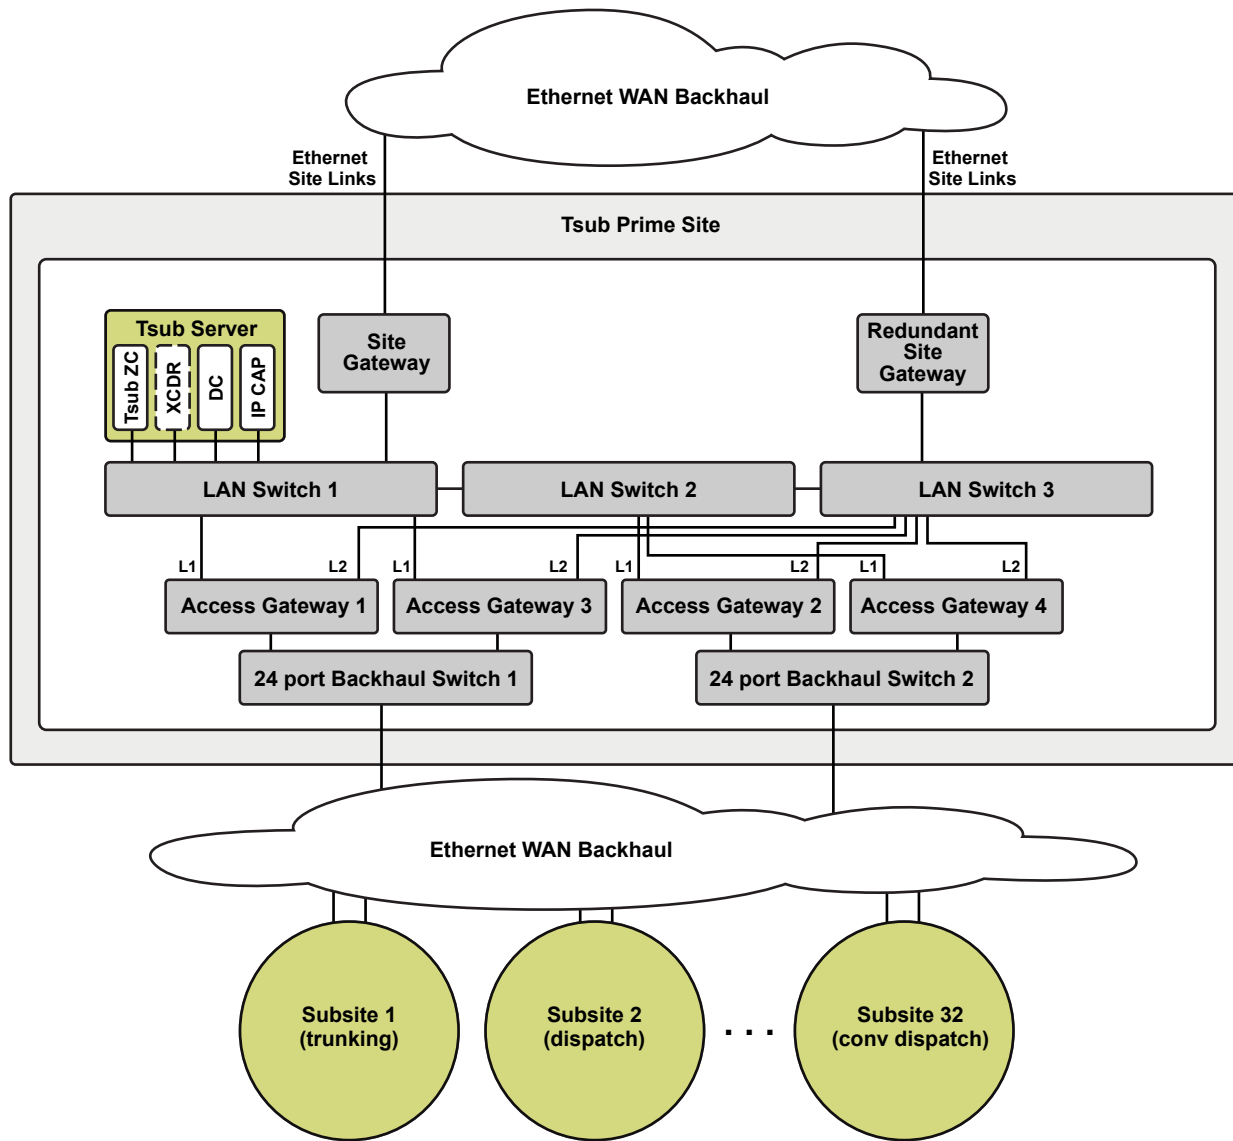 Ethernet WAN Backhaul
Ethernet
Site Links
Ethernet
Site Links
Tsub Prime Site
Tsub Server
Tsub ZC
XCDR
DC
IP CAP
Site
Gateway
Redundant
Site
Gateway
LAN Switch 1
LAN Switch 2
LAN Switch 3
L1
L2
L1
L2
L1
L2
L1
L2
Access Gateway 1
Access Gateway 3
Access Gateway 2
Access Gateway 4
24 port Backhaul Switch 1
24 port Backhaul Switch 2
Ethernet WAN Backhaul
Subsite 1
(trunking)
Subsite 2
(dispatch)
. . .
Subsite 32
(conv dispatch)